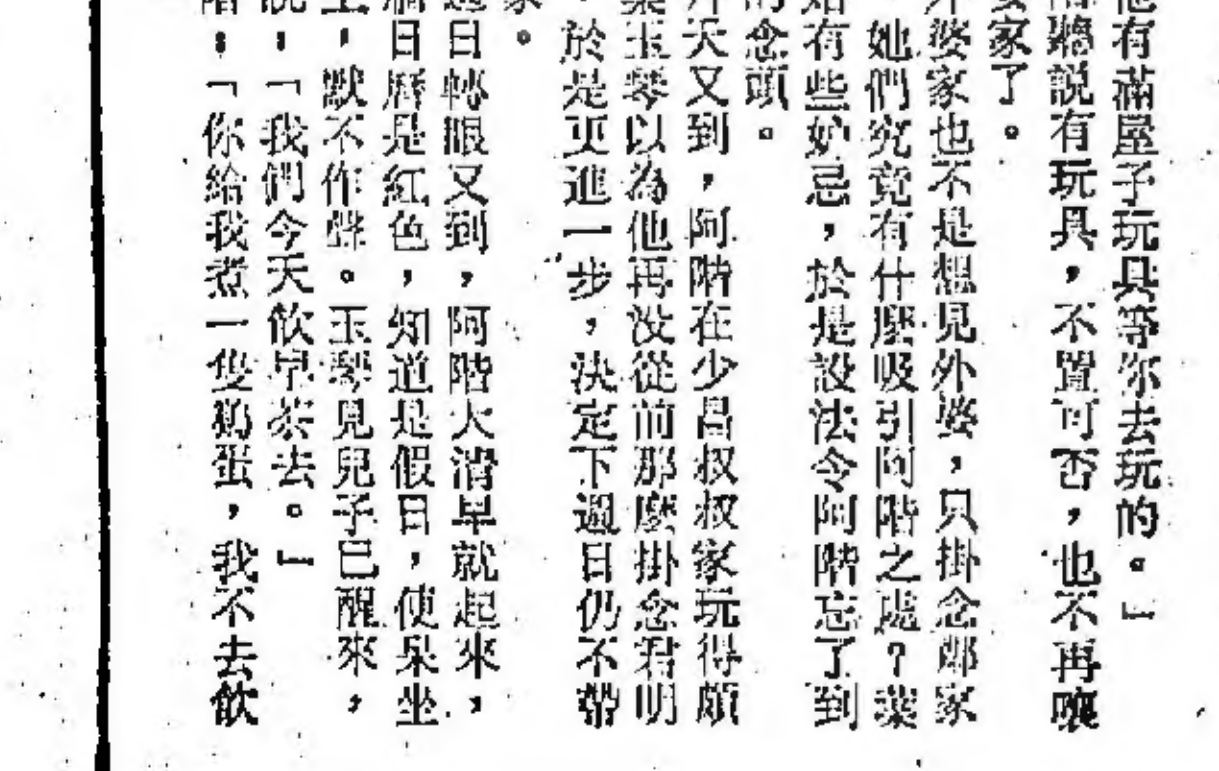 他有滿屋子玩具等你去玩的。」
聽說有玩具，不置可否，也不再嚷
家了。
婆家也不是想見外婆，只掛念鄰家
她們究竟有什麼吸引阿階之處？葉
有些妒忌，於是設法令阿階忘了到
念頭。
天又到，阿階在少昌叔叔家玩得頗
葉玉琴以為他再没從前那麼掛念君明
。於是更進一步，決定下週日仍不帶
家。
週日轉眼又到，阿階大清早就起來，
日曆是紅色，知道是假日，便呆坐
上，默不作聲。玉琴見兒子已醒來，
說：「我們今天飲早茶去。」
階：「你給我煮一隻鷄蛋，我不去飲